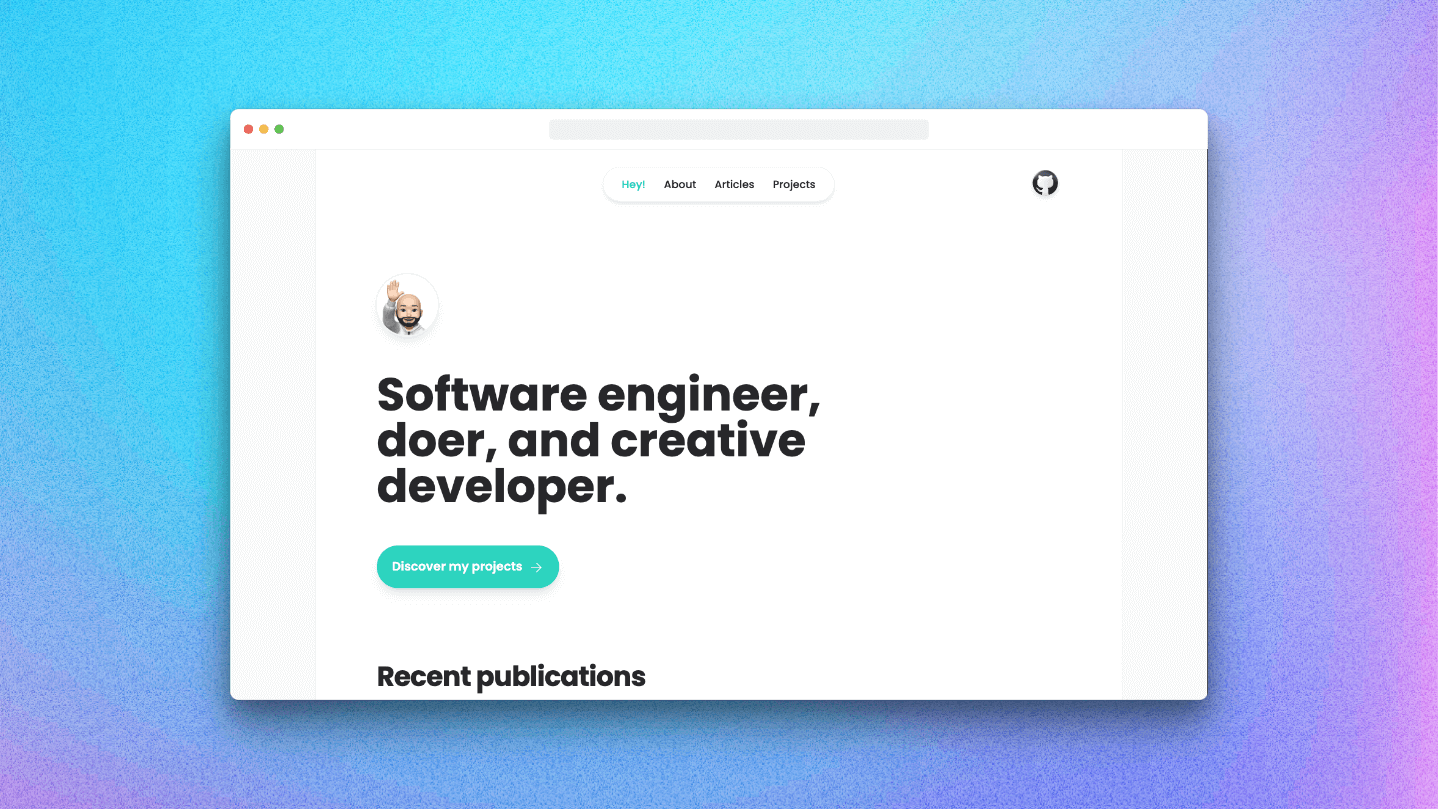 Hey! About Articles Projects
Software engineer,
doer, and creative
developer.
Discover my projects
Recent publications